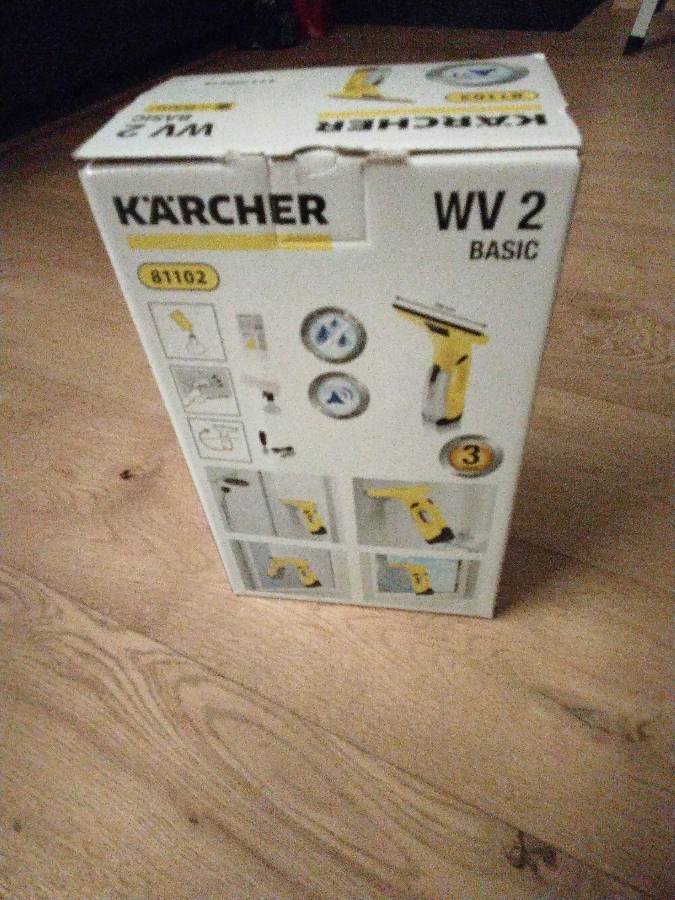 WV 2
BASIC
KÄRCHER
81102
KÄRCHER
WV 2
BASIC
81102
3